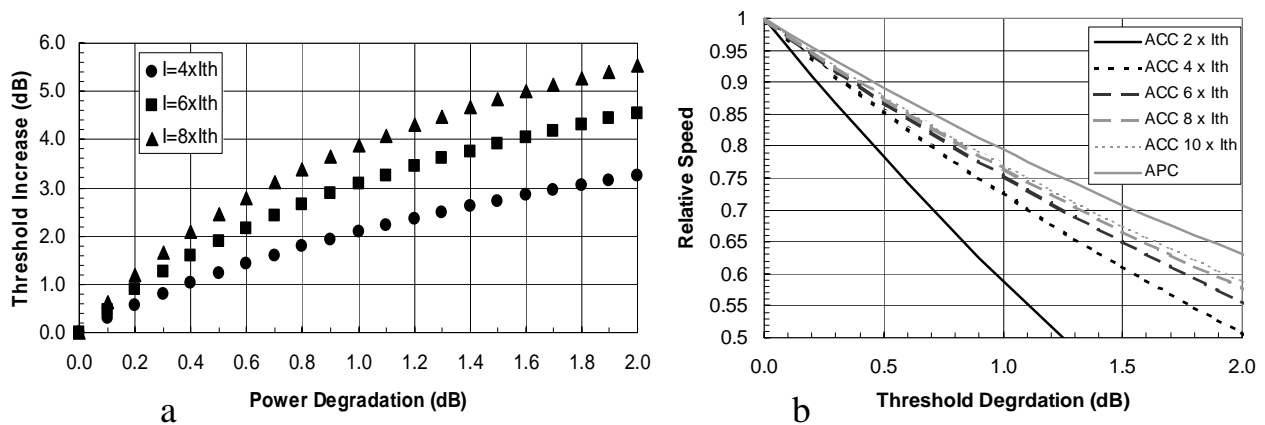 6.0
5.0
4.0
3.0
2.0
1.0
0.0
Threshold Increase (dB)
I=4xIth
I=6xIth
I=8xIth
0.0 0.2 0.4 0.6 0.8 1.0 1.2 1.4 1.6 1.8 2.0
Power Degradation (dB)
a
1
0.95
0.9
0.85
0.8
0.75
0.7
0.65
0.6
0.55
0.5
Relative Speed
ACC 2 x Ith
ACC 4 x Ith
ACC 6 x Ith
ACC 8 x Ith
ACC 10 x Ith
APC
0.0 0.5 1.0 1.5 2.0
Threshold Degrdation (dB)
b